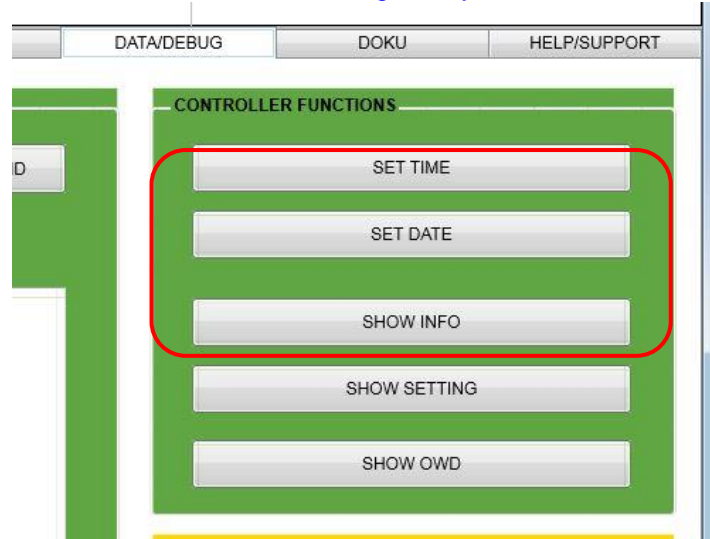 DATA/DEBUG DOKU HELP/SUPPORT
CONTROLLER FUNCTIONS
SET TIME
SET DATE
SHOW INFO
SHOW SETTING
SHOW OWD